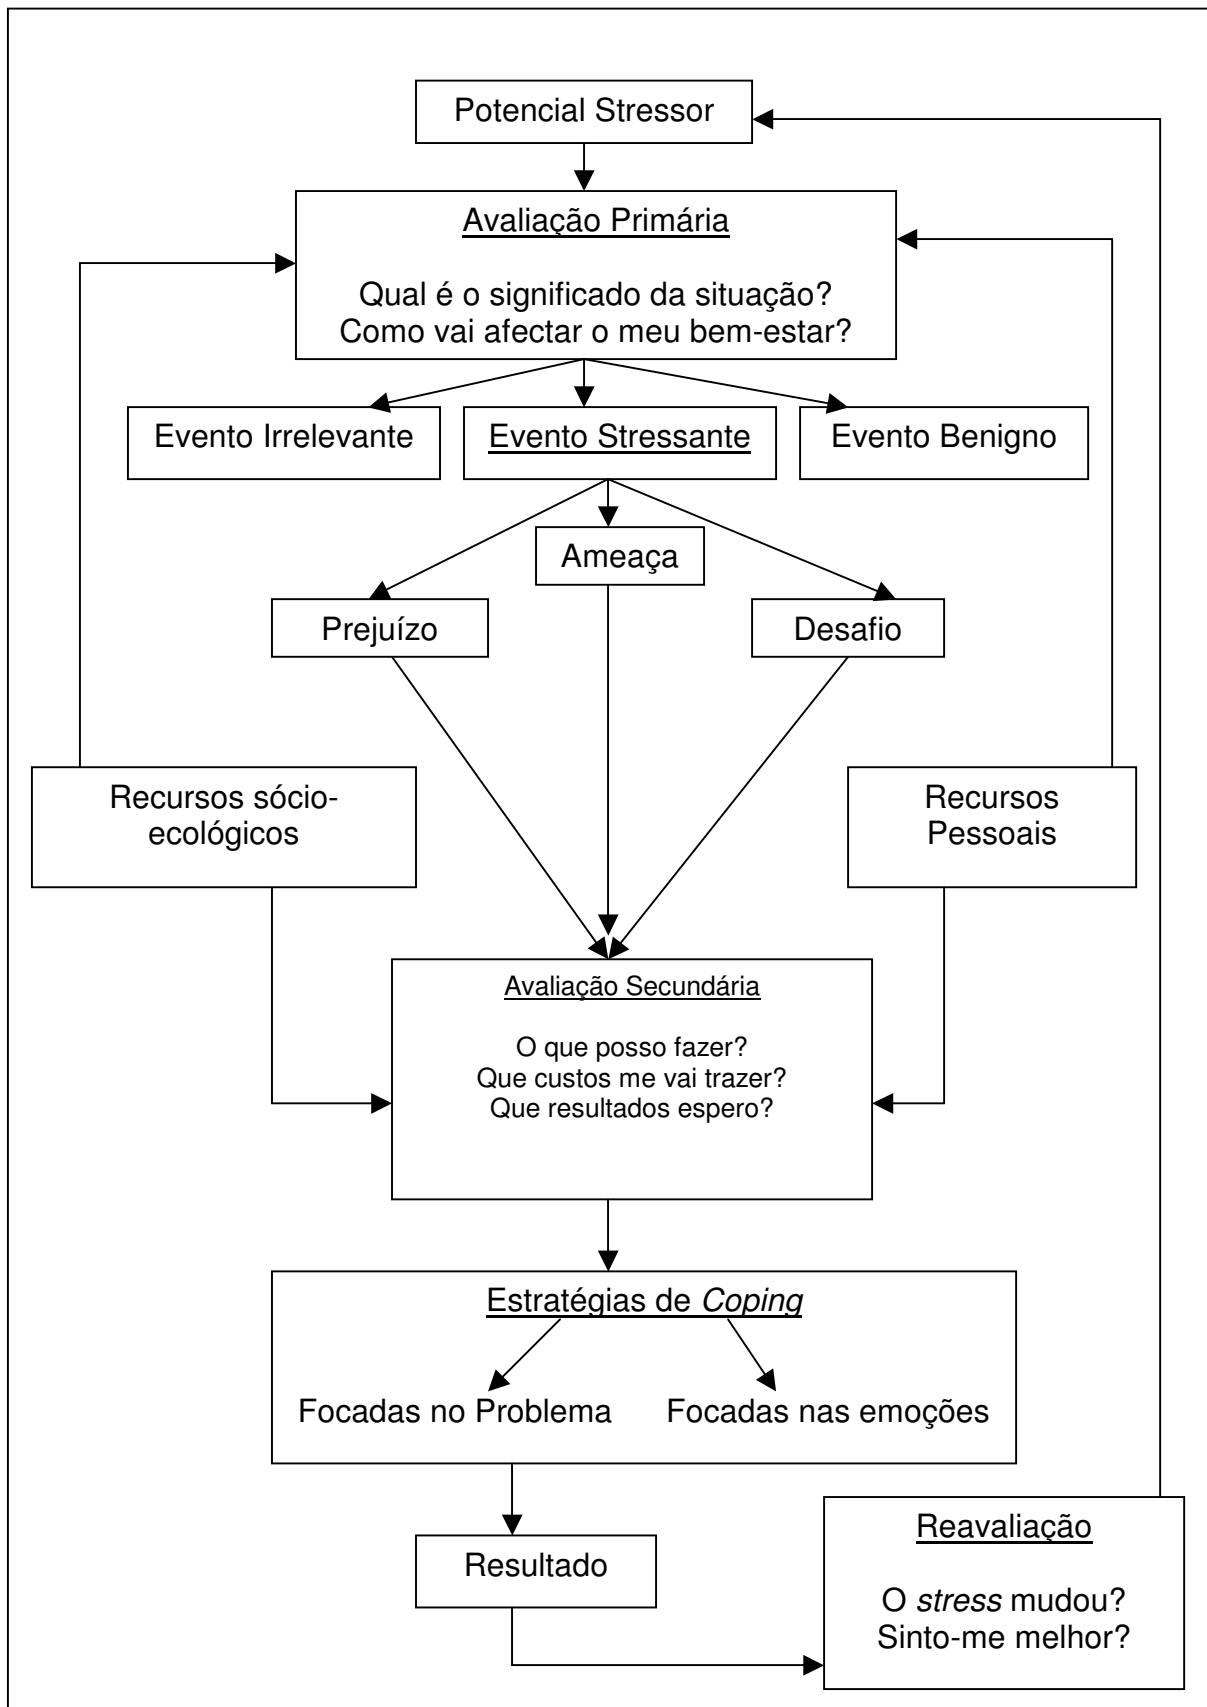 Potencial Stressor
Avaliação Primária
Qual é o significado da situação?
Como vai afectar o meu bem-estar?
Evento Irrelevante
Evento Stressante
Evento Benigno
Ameaça
Prejuízo
Desafio
Recursos sócio-
ecológicos
Recursos
Pessoais
Avaliação Secundária
O que posso fazer?
Que custos me vai trazer?
Que resultados espero?
Estratégias de Coping
Focadas no Problema
Focadas nas emoções
Resultado
Reavaliação
O stress mudou?
Sinto-me melhor?